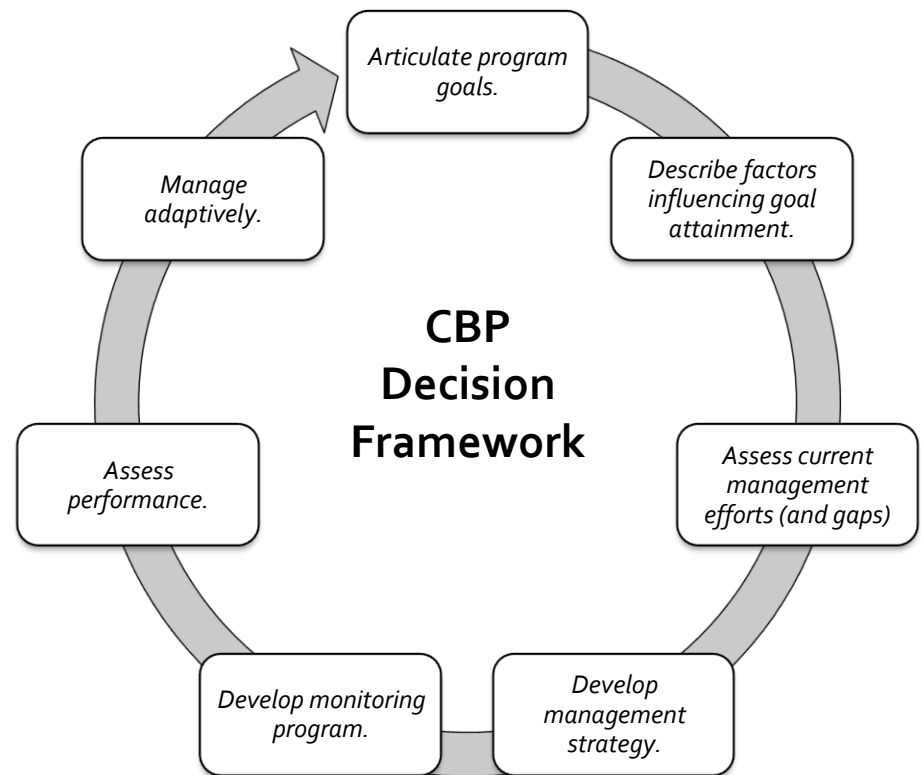 Articulate program
goals.
Describe factors
influencing goal
attainment.
Assess current
management
efforts (and gaps)
Develop
management
strategy.
Develop monitoring
program.
Assess
performance.
Manage
adaptively.
CBP
Decision
Framework